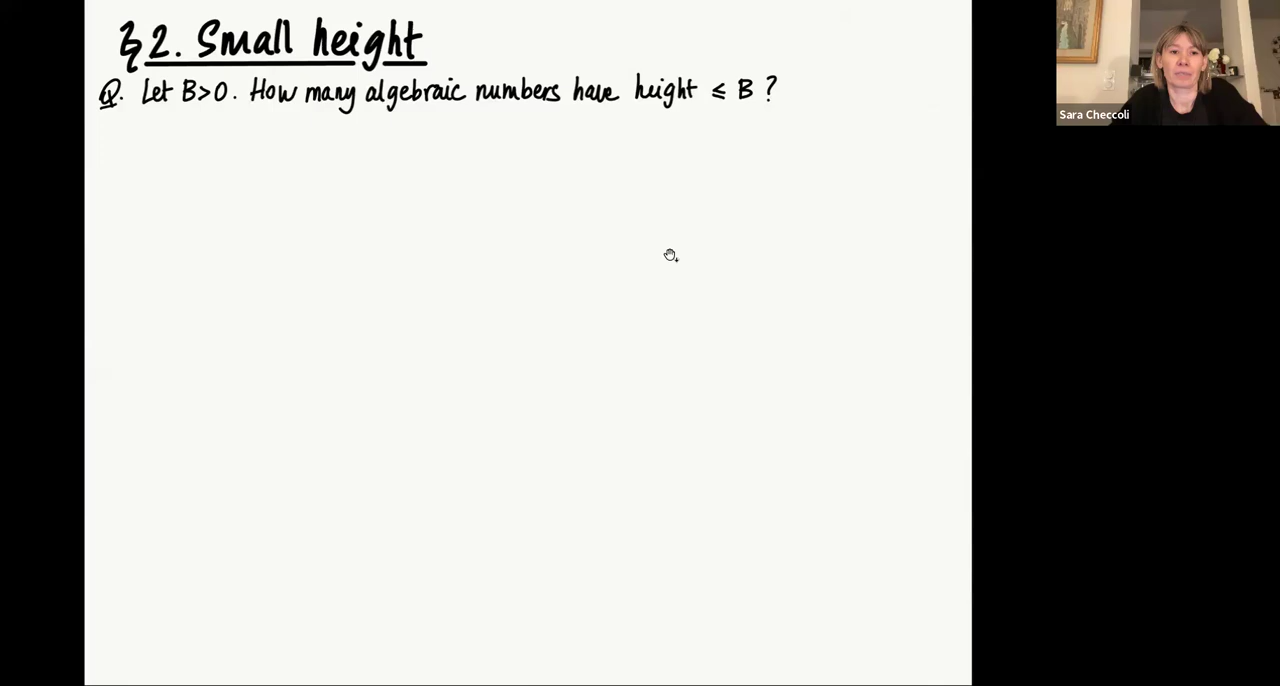 § 2. Small height
Q. Let B>0. How many algebraic numbers have height ≤ B ?
Sara Checcoli